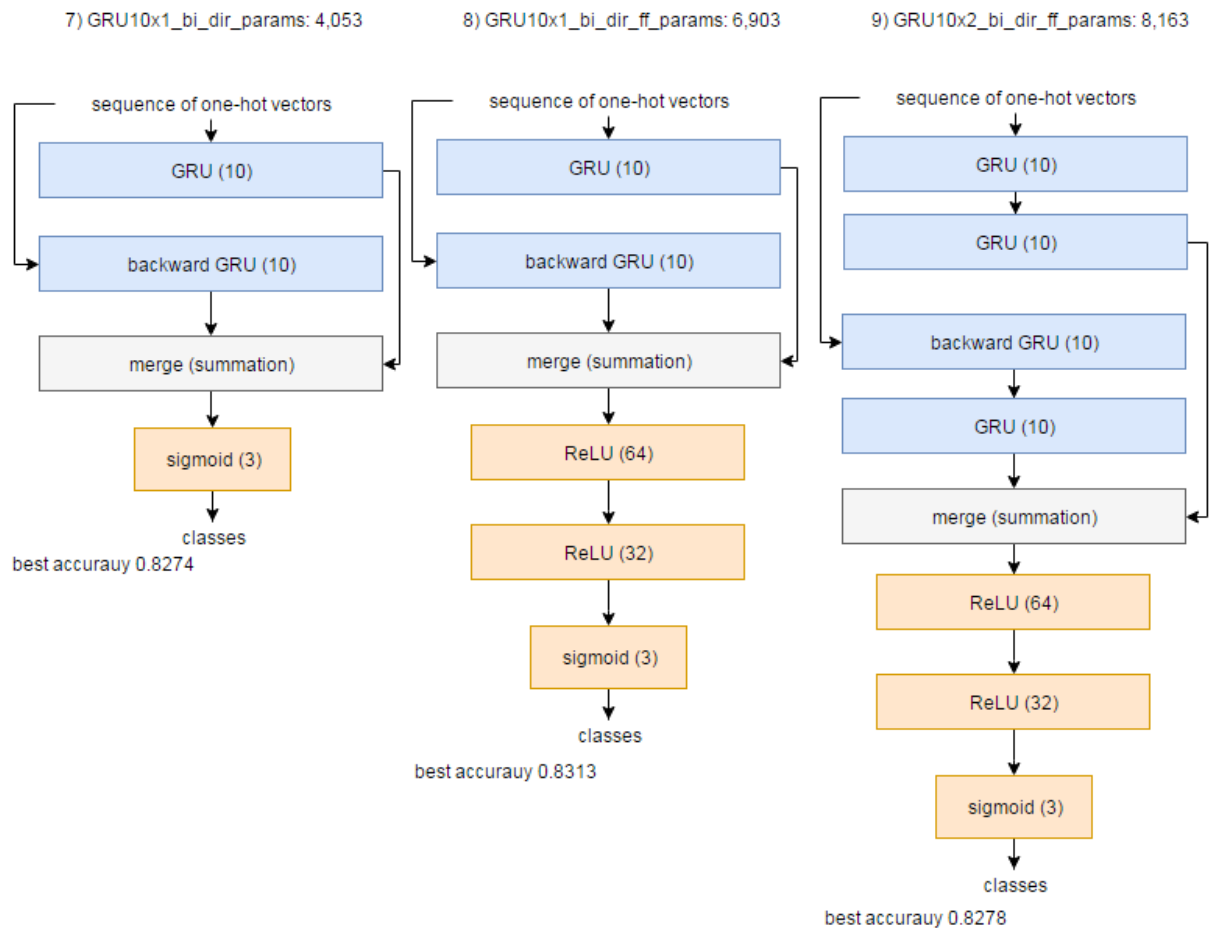 7) GRU10x1_bi_dir_params: 4,053
sequence of one-hot vectors
GRU (10)
backward GRU (10)
merge (summation)
sigmoid (3)
classes
best accurauy 0.8274
8) GRU10x1_bi_dir_ff_params: 6,903
sequence of one-hot vectors
GRU (10)
backward GRU (10)
merge (summation)
ReLU (64)
ReLU (32)
sigmoid (3)
classes
best accurauy 0.8313
9) GRU10x2_bi_dir_ff_params: 8,163
sequence of one-hot vectors
GRU (10)
GRU (10)
backward GRU (10)
GRU (10)
merge (summation)
ReLU (64)
ReLU (32)
sigmoid (3)
classes
best accurauy 0.8278